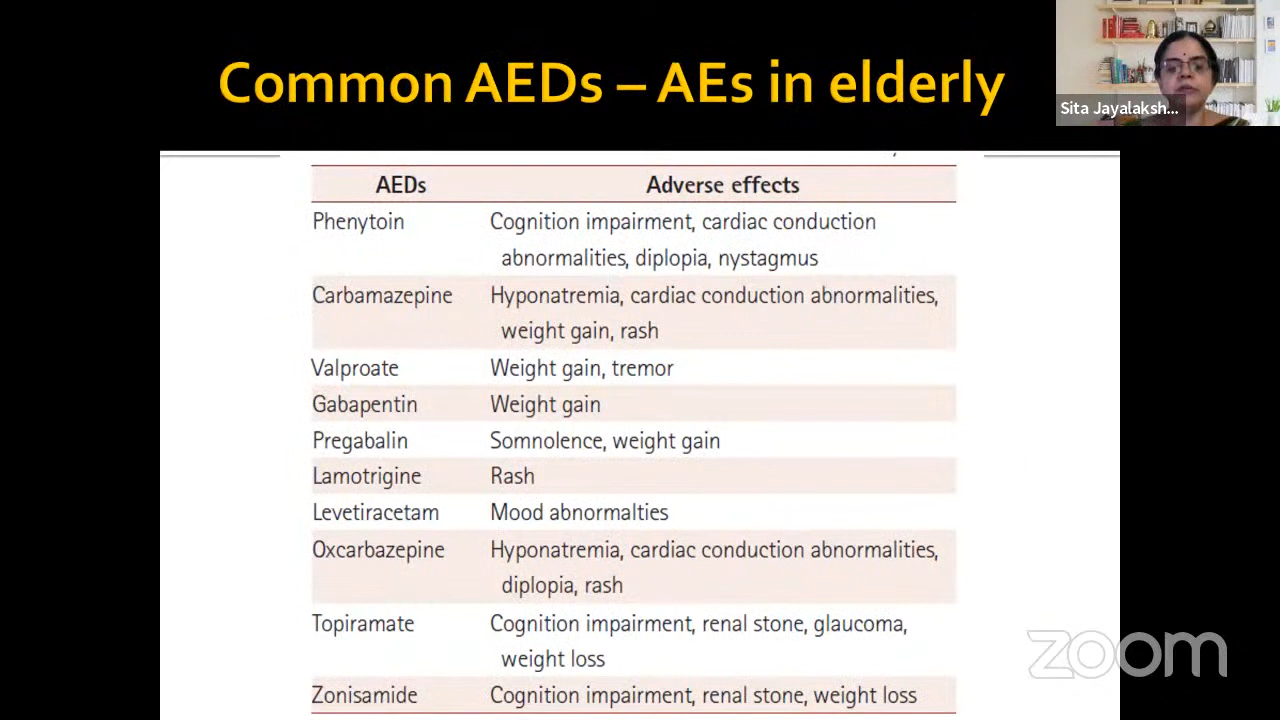 Common AEDs – AEs in elderly
Sita Jayalaksh...
AEDs Adverse effects
Phenytoin Cognition impairment, cardiac conduction
abnormalities, diplopia, nystagmus
Carbamazepine Hyponatremia, cardiac conduction abnormalities,
weight gain, rash
Valproate Weight gain, tremor
Gabapentin Weight gain
Pregabalin Somnolence, weight gain
Lamotrigine Rash
Levetiracetam Mood abnormalties
Oxcarbazepine Hyponatremia, cardiac conduction abnormalities,
diplopia, rash
Topiramate Cognition impairment, renal stone, glaucoma,
weight loss
Zonisamide Cognition impairment, renal stone, weight loss
zoom